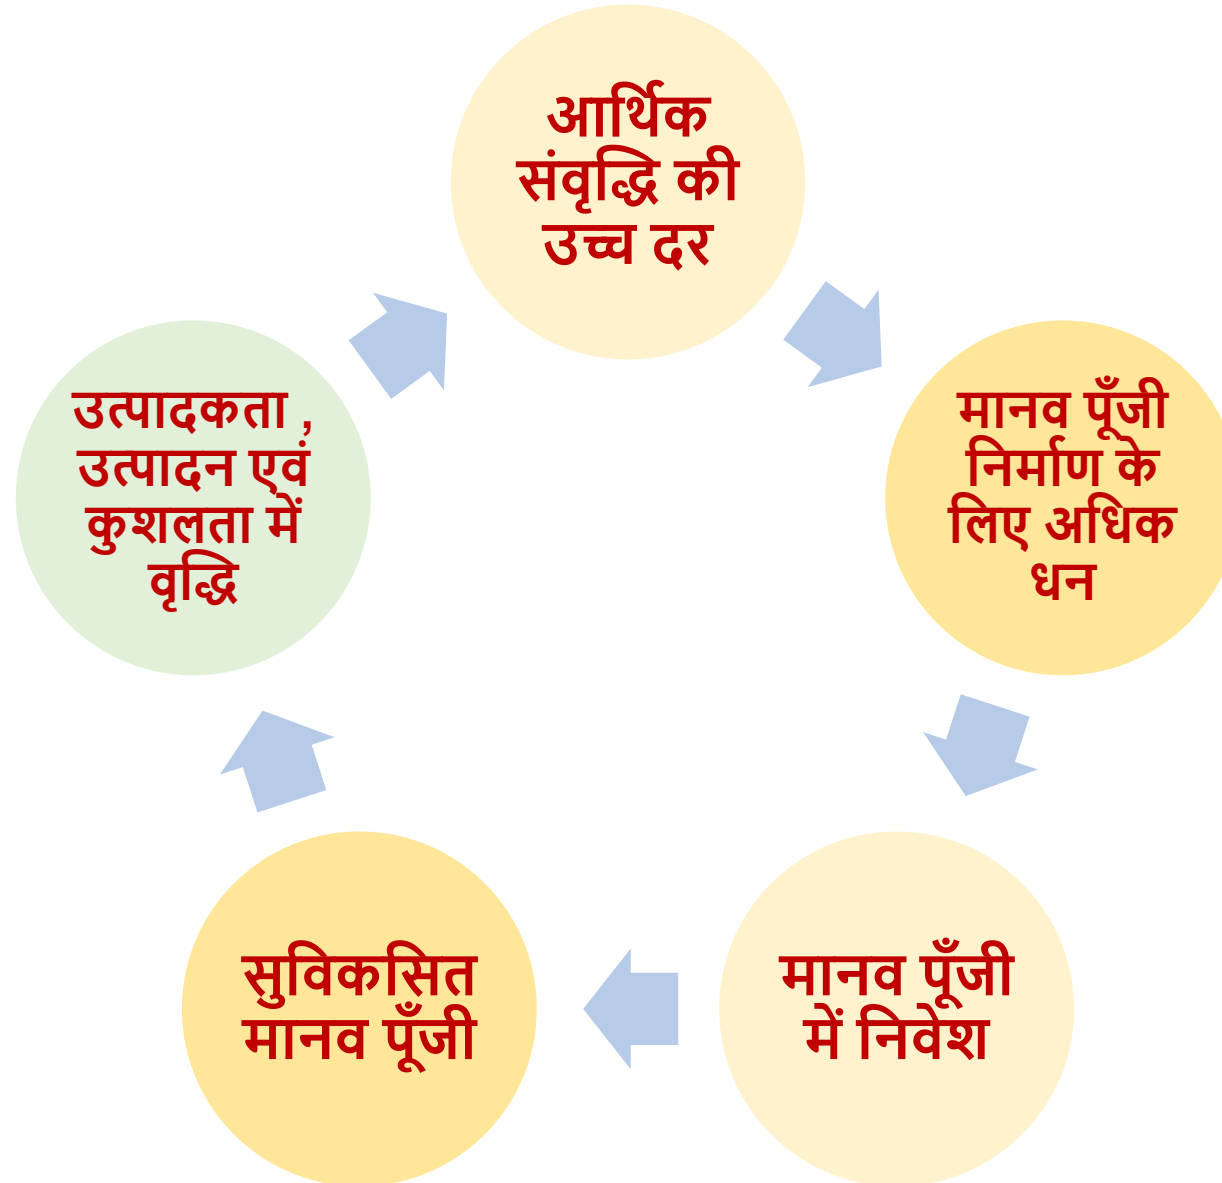 आर्थिक
संवृद्धि की
उच्च दर
मानव पूँजी
निर्माण के
लिए अधिक
धन
मानव पूँजी
में निवेश
सुविकसित
मानव पूँजी
उत्पादकता ,
उत्पादन एवं
कुशलता में
वृद्धि